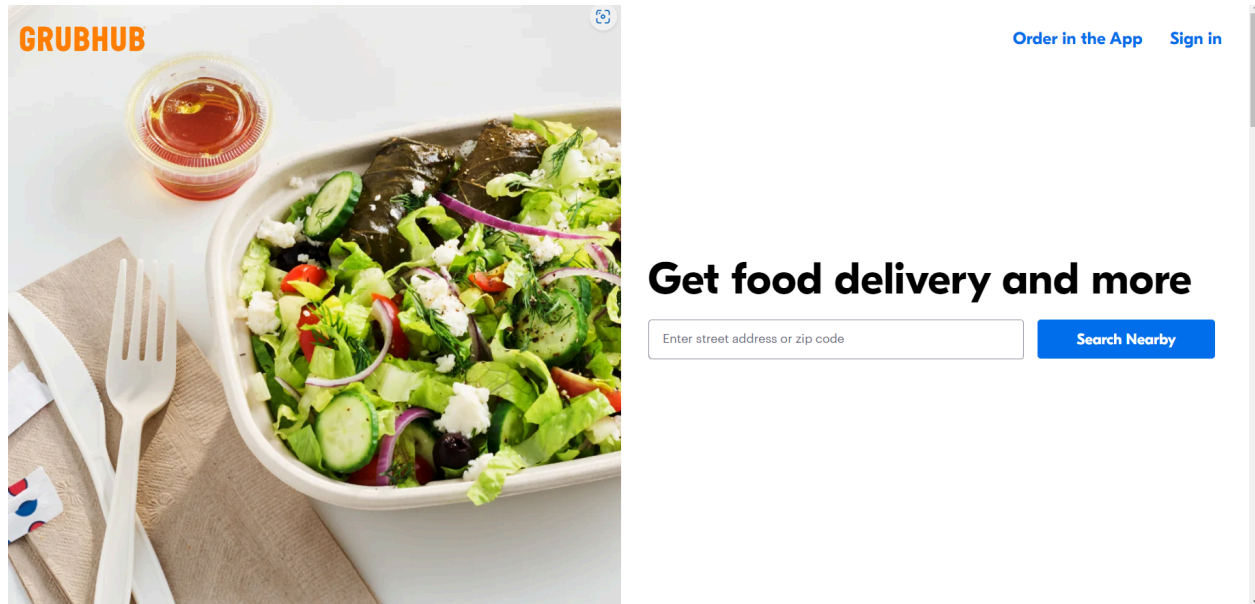 GRUBHUB
Order in the App
Sign in
Get food delivery and more
Enter street address or zip code
Search Nearby